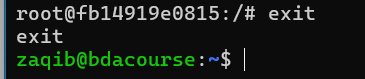 root@fb14919e0815:/# exit
exit
zaqib@bdacourse:~$